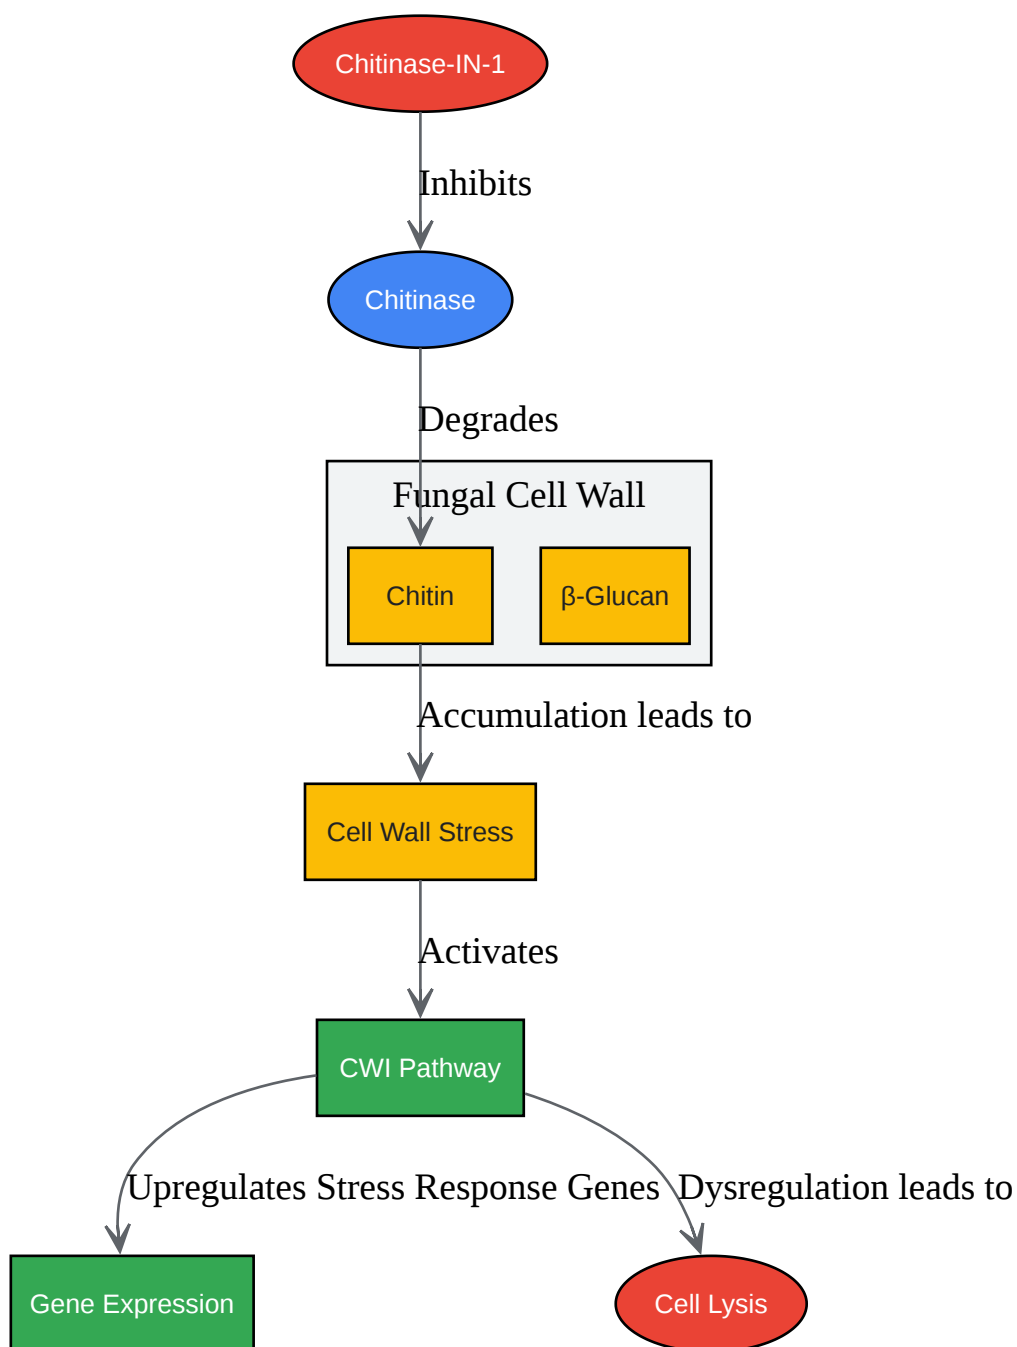 Chitinase-IN-1
Inhibits
Chitinase
Degrades
Fungal Cell Wall
Chitin
β-Glucan
Accumulation leads to
Cell Wall Stress
Activates
CWI Pathway
Upregulates Stress Response Genes
Dysregulation leads to
Gene Expression
Cell Lysis